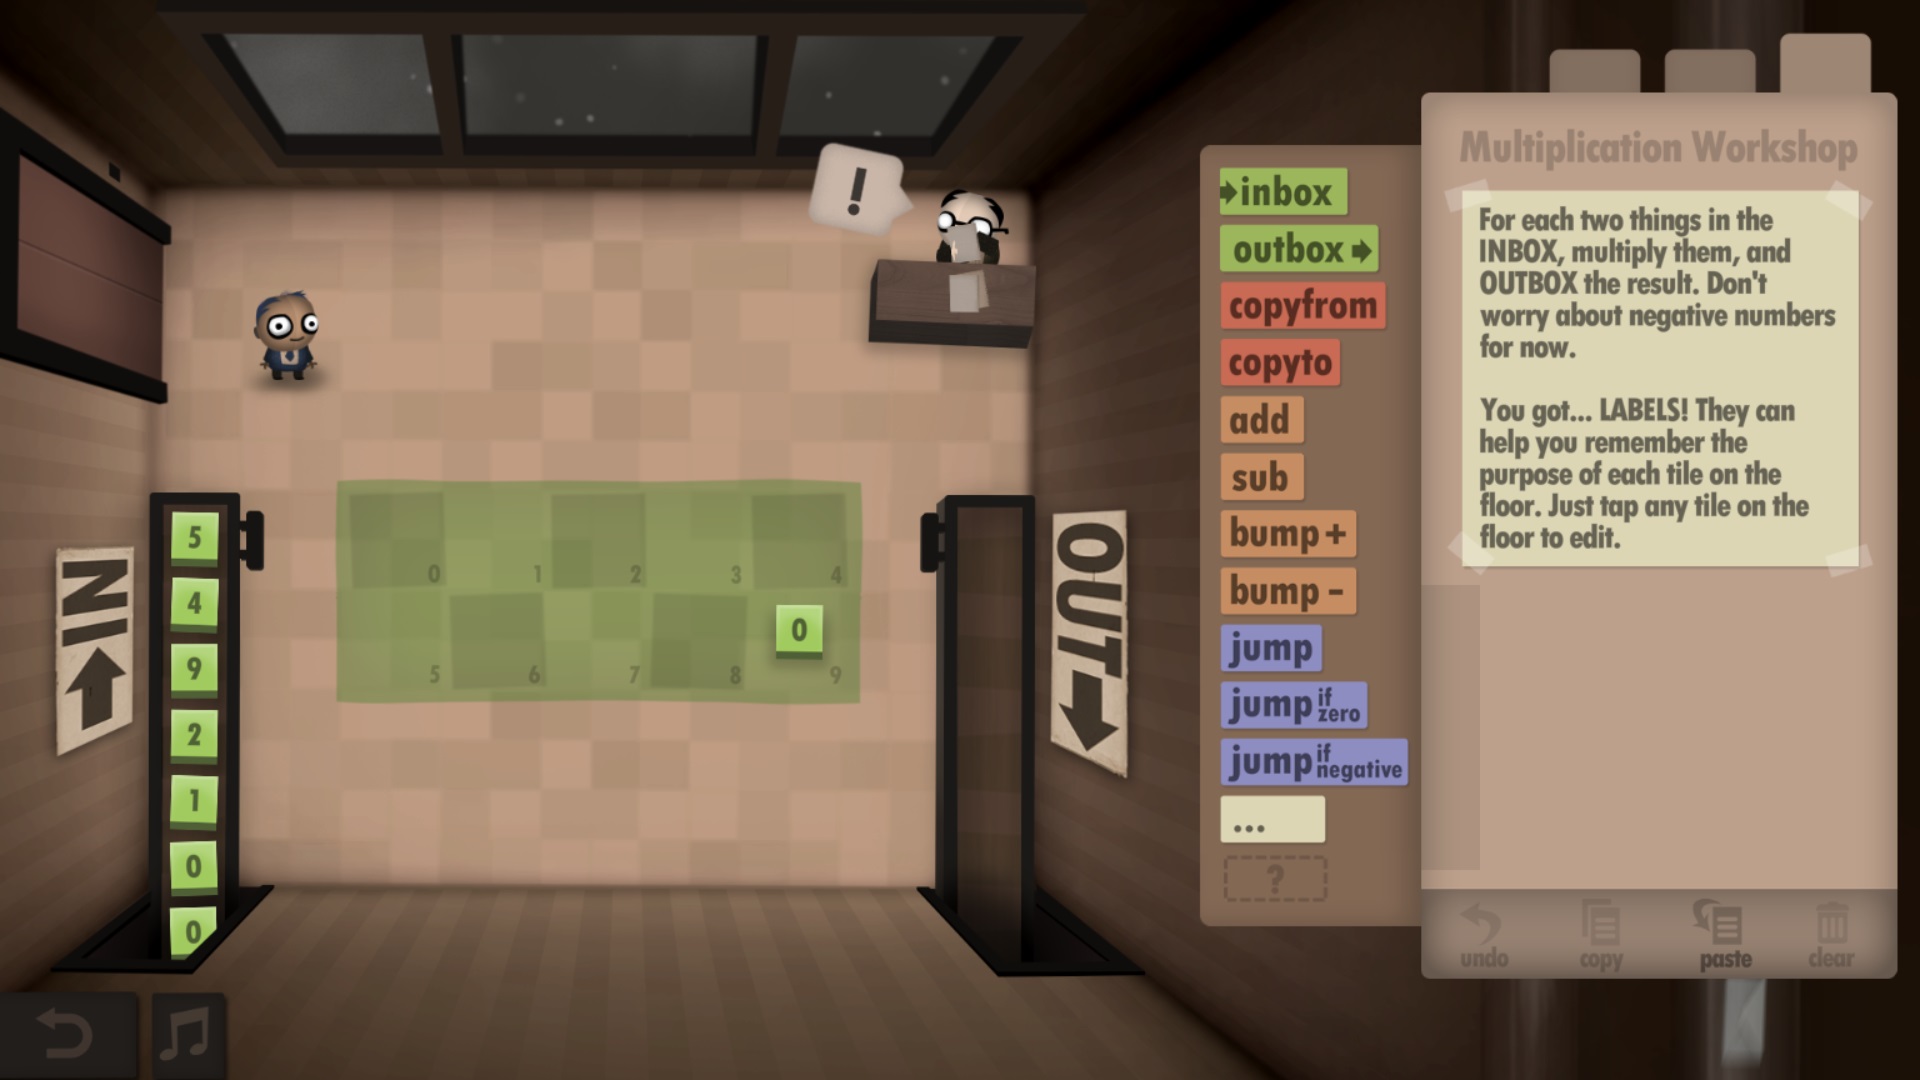 Multiplication Workshop
For each two things in the
INBOX, multiply them, and
OUTBOX the result. Don't
worry about negative numbers
for now.
You got... LABELS! They can
help you remember the
purpose of each tile on the
floor. Just tap any tile on the
floor to edit.
inbox
outbox
copyfrom
copyto
add
sub
bump +
bump -
jump
jump if zero
jump if negative
...
?
!
IN
5
4
9
2
1
0
0
0 1 2 3 4
0
5 6 7 8 9
OUT
undo copy paste clear